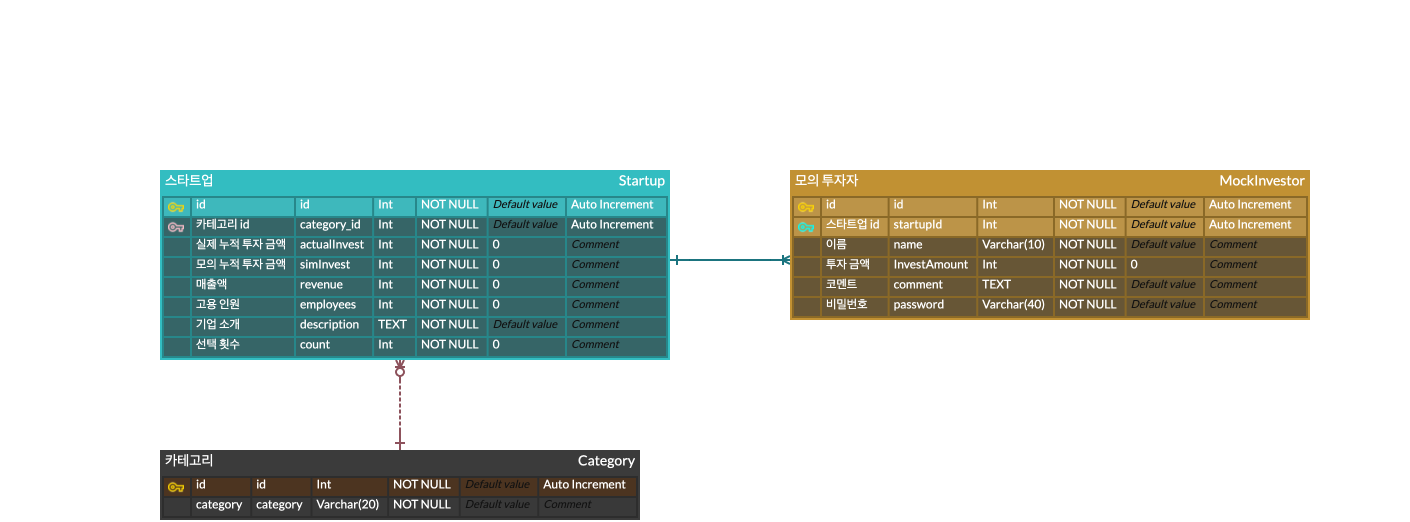 스타트업 Startup
id id Int NOT NULL Default value Auto Increment
카테고리 id category_id Int NOT NULL Default value Auto Increment
실제 누적 투자 금액 actualInvest Int NOT NULL 0 Comment
모의 누적 투자 금액 simInvest Int NOT NULL 0 Comment
매출액 revenue Int NOT NULL 0 Comment
고용 인원 employees Int NOT NULL 0 Comment
기업 소개 description TEXT NOT NULL Default value Comment
선택 횟수 count Int NOT NULL 0 Comment
모의 투자자 MockInvestor
id id Int NOT NULL Default value Auto Increment
스타트업 id startupId Int NOT NULL Default value Auto Increment
이름 name Varchar(10) NOT NULL Default value Comment
투자 금액 InvestAmount Int NOT NULL 0 Comment
코멘트 comment TEXT NOT NULL Default value Comment
비밀번호 password Varchar(40) NOT NULL Default value Comment
카테고리 Category
id id Int NOT NULL Default value Auto Increment
category category Varchar(20) NOT NULL Default value Comment